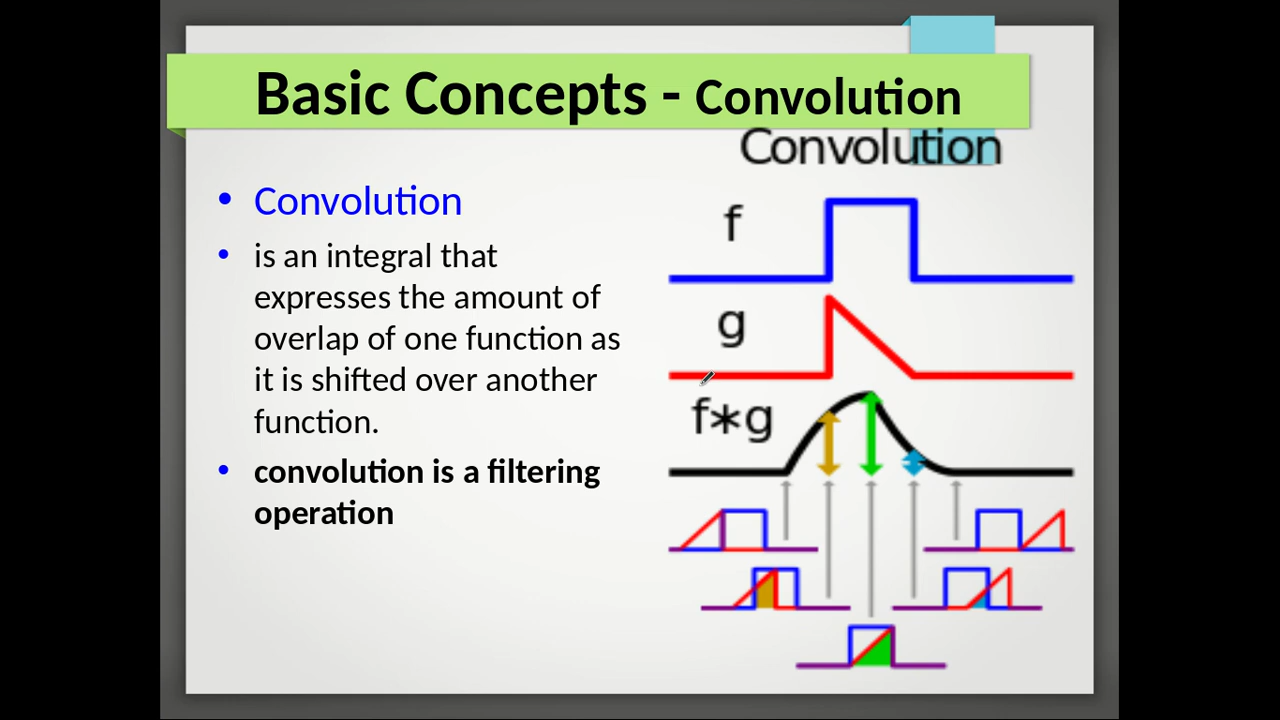 Basic Concepts - Convolution
Convolution
• Convolution
• is an integral that
expresses the amount of
overlap of one function as
it is shifted over another
function.
• convolution is a filtering
operation
f
g
f∗g